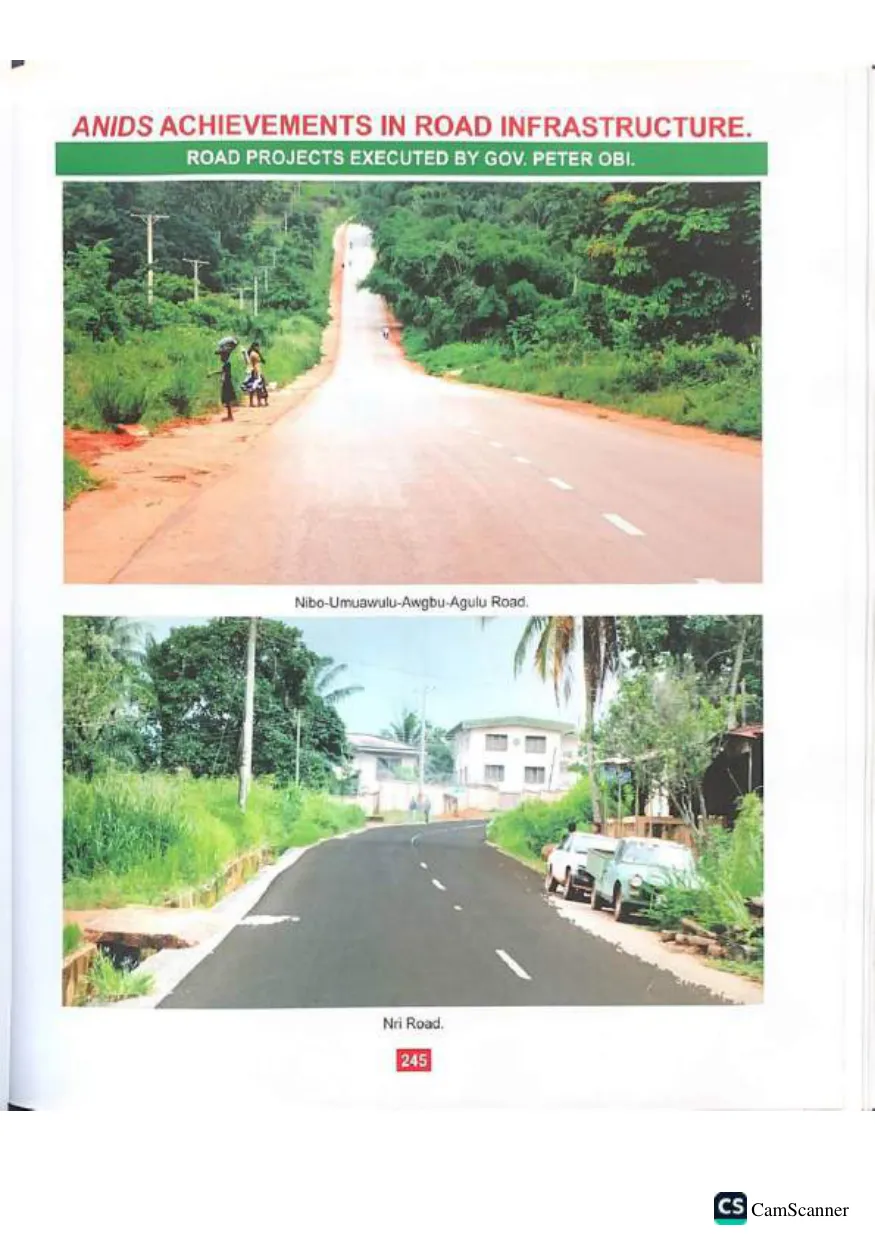 ANIDS ACHIEVEMENTS IN ROAD INFRASTRUCTURE.
ROAD PROJECTS EXECUTED BY GOV. PETER OBI.
Nibo-Umuawulu-Awgbu-Agulu Road.
Nri Road.
245
CS CamScanner